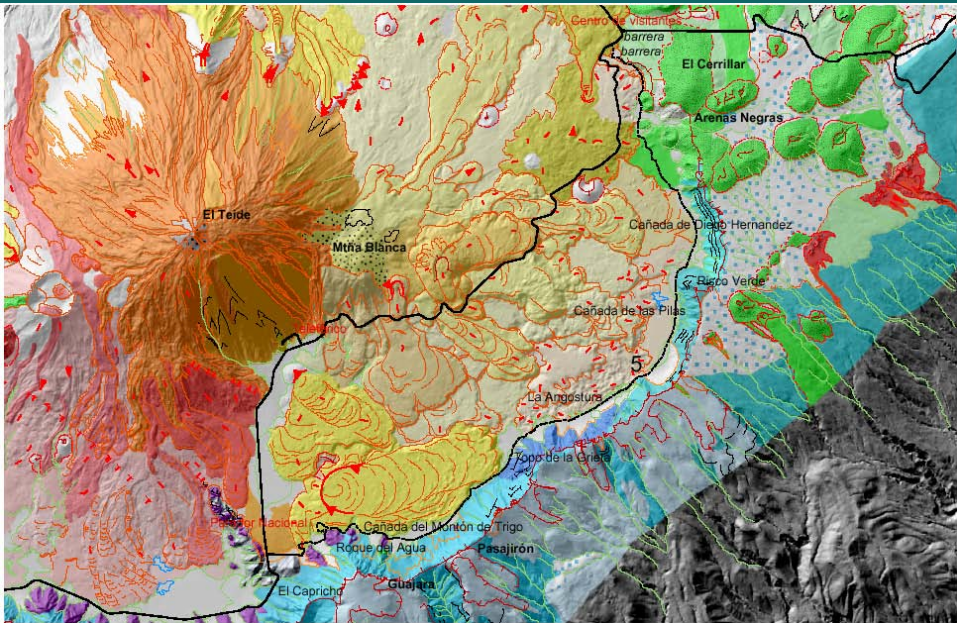 Centro de visitantes
barrera
barrera
El Cerrillar
Arenas Negras
El Teide
Cañada de Diego Hernandez
Mtña Blanca
Risco Verde
Cañada de las Pilas
Teleférico
5
La Angostura
Topo de la Grieta
Parador Nacional
Cañada del Montón de Trigo
Roque del Agua
Pasajirón
Guajara
El Capricho